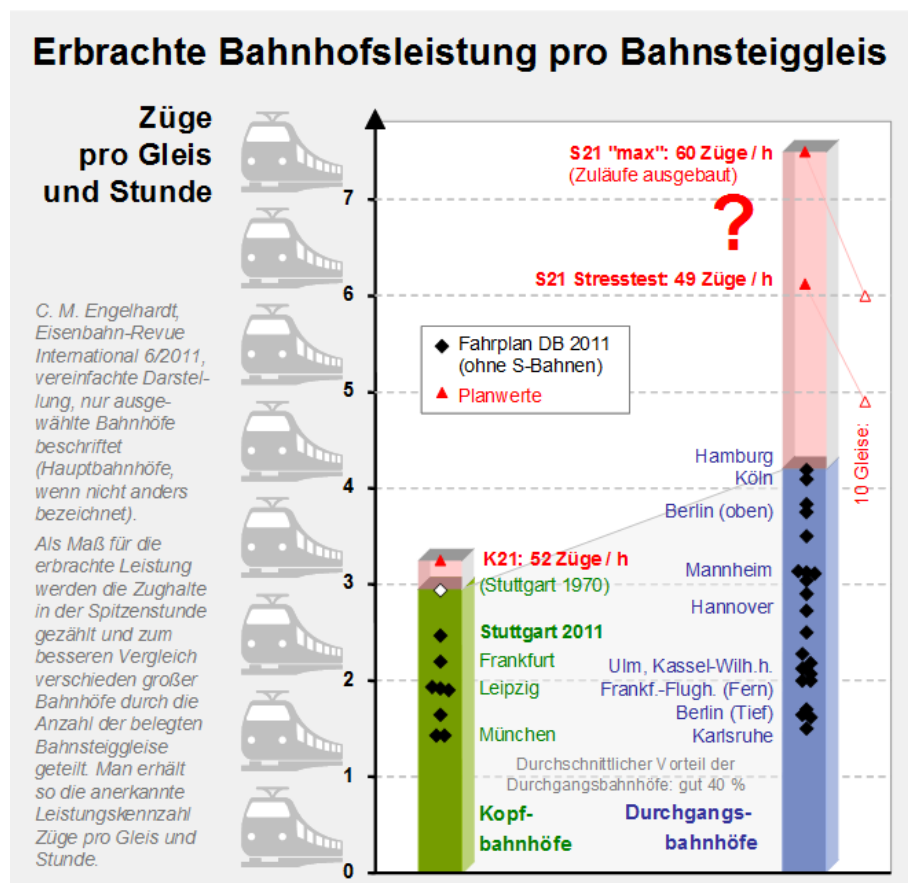 Erbrachte Bahnhofsleistung pro Bahnsteiggleis
Züge
pro Gleis
und Stunde
C. M. Engelhardt,
Eisenbahn-Revue
International 6/2011,
vereinfachte Darstel-
lung, nur ausge-
wählte Bahnhöfe
beschriftet
(Hauptbahnhöfe,
wenn nicht anders
bezeichnet).
Als Maß für die
erbrachte Leistung
werden die Zughalte
in der Spitzenstunde
gezählt und zum
besseren Vergleich
verschieden großer
Bahnhöfe durch die
Anzahl der belegten
Bahnsteiggleise
geteilt. Man erhält
so die anerkannte
Leistungskennzahl
Züge pro Gleis und
Stunde.
7
6
5
4
3
2
1
0
S21 "max": 60 Züge / h
(Zuläufe ausgebaut)
?
S21 Stresstest: 49 Züge / h
Fahrplan DB 2011
(ohne S-Bahnen)
Planwerte
10 Gleise:
K21: 52 Züge / h
(Stuttgart 1970)
Stuttgart 2011
Frankfurt
Leipzig
München
Hamburg
Köln
Berlin (oben)
Mannheim
Hannover
Ulm, Kassel-Wilh.h.
Frankf.-Flugh. (Fern)
Berlin (Tief)
Karlsruhe
Durchschnittlicher Vorteil der
Durchgangsbahnhöfe: gut 40 %
Kopf-
bahnhöfe
Durchgangs-
bahnhöfe